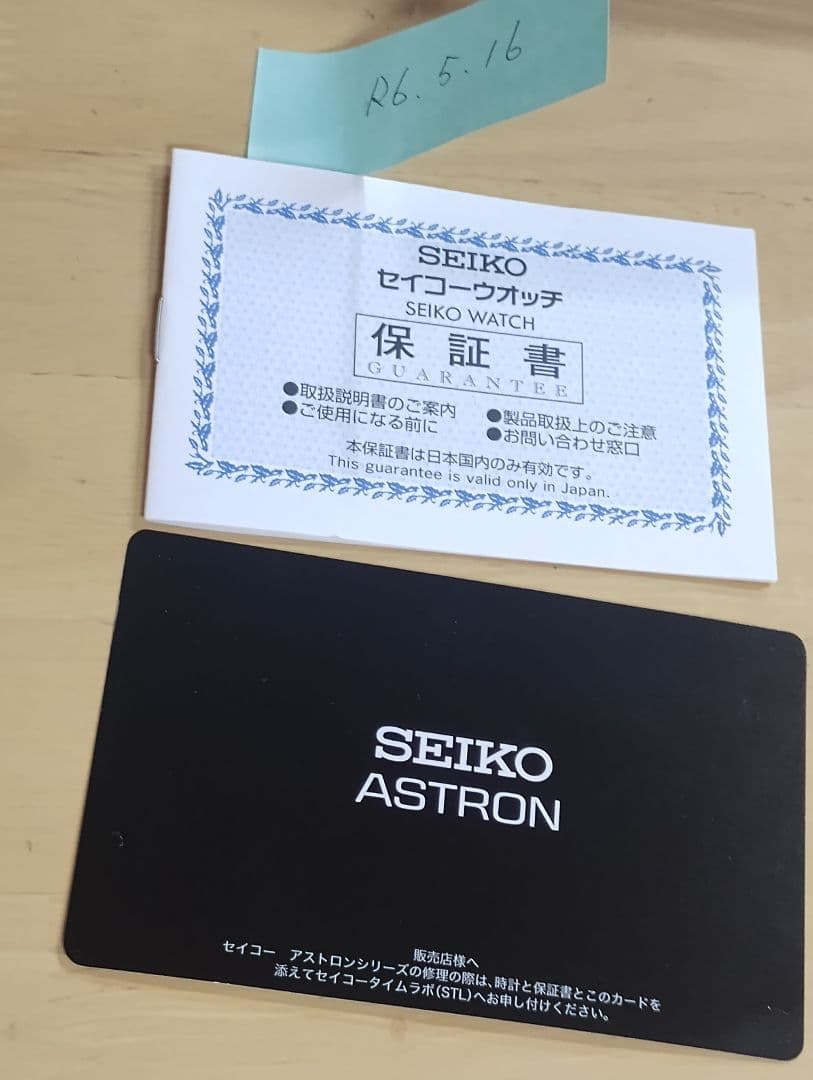 R6.5.16
SEIKO
セイコーウオッチ
SEIKO WATCH
保証書
GUARANTEE
●取扱説明書のご案内
●ご使用になる前に
●製品取扱上のご注意
●お問い合わせ窓口
本保証書は日本国内のみ有効です。
This guarantee is valid only in Japan.
SEIKO
ASTRON
販売店様へ
セイコー アストロンシリーズの修理の際は、時計と保証書とこのカードを
添えてセイコータイムラボ(STL)へお申し付けください。